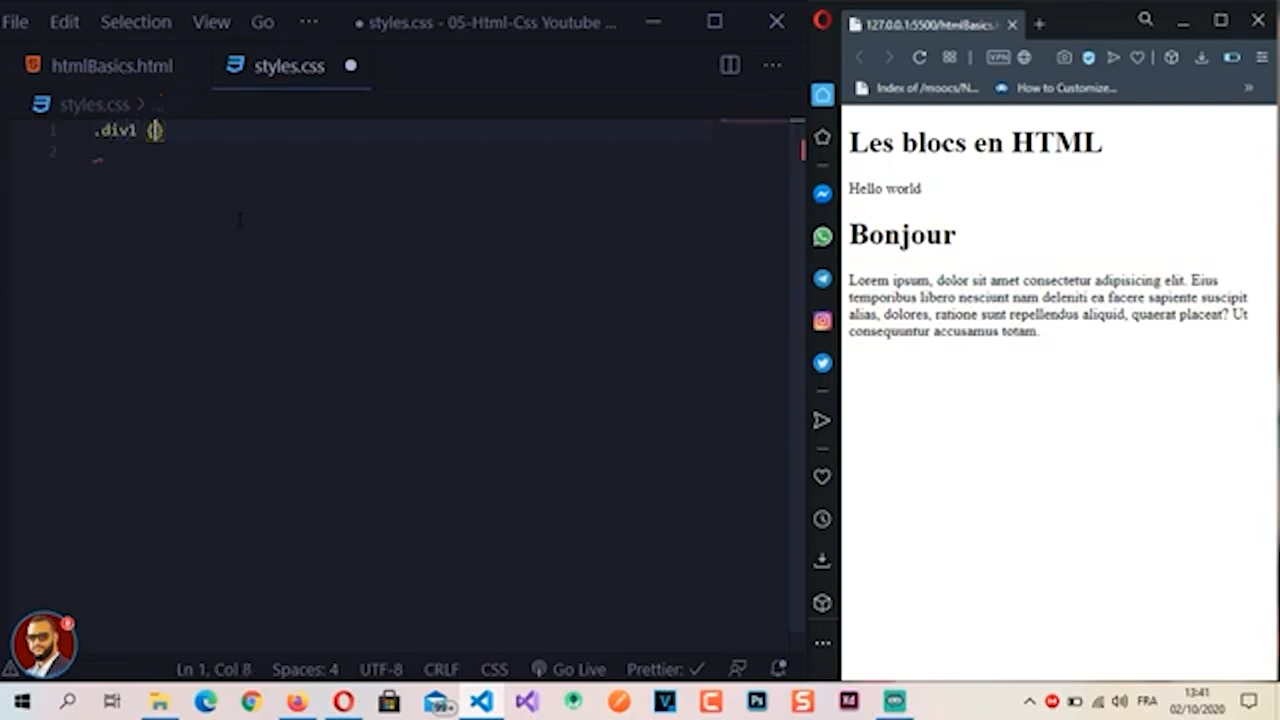 File Edit Selection View Go ··· ● styles.css - 05-Html-Css Youtube ...
htmlBasics.html
styles.css
styles.css > ...
1 .div1 {}
2
Ln 1, Col 8 Spaces: 4 UTF-8 CRLF CSS Go Live Prettier: ✓
127.0.0.1:5500/htmlBasics.
VPN
Index of /moocs/N...
How to Customize...
»
Les blocs en HTML
Hello world
Bonjour
Lorem ipsum, dolor sit amet consectetur adipisicing elit. Eius
temporibus libero nesciunt nam deleniti ea facere sapiente suscipit
alias, dolores, ratione sunt repellendus aliquid, quaerat placeat? Ut
consequuntur accusamus totam.
99+
Ps
S
Xd
FRA
13:41
02/10/2020